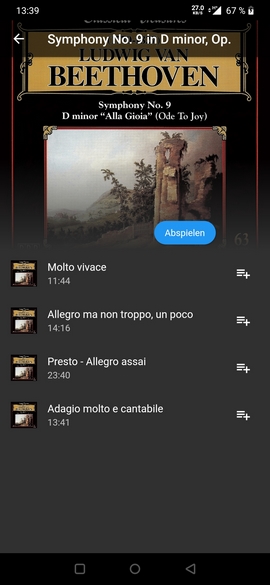 13:39
27.0
KB/S
67 %
Classical Treasures
Symphony No. 9 in D minor, Op.
LUDWIG VAN
BEETHOVEN
Symphony No. 9
D minor “Alla Gioia” (Ode To Joy)
Abspielen
63
Molto vivace
11:44
Allegro ma non troppo, un poco
14:16
Presto - Allegro assai
23:40
Adagio molto e cantabile
13:41